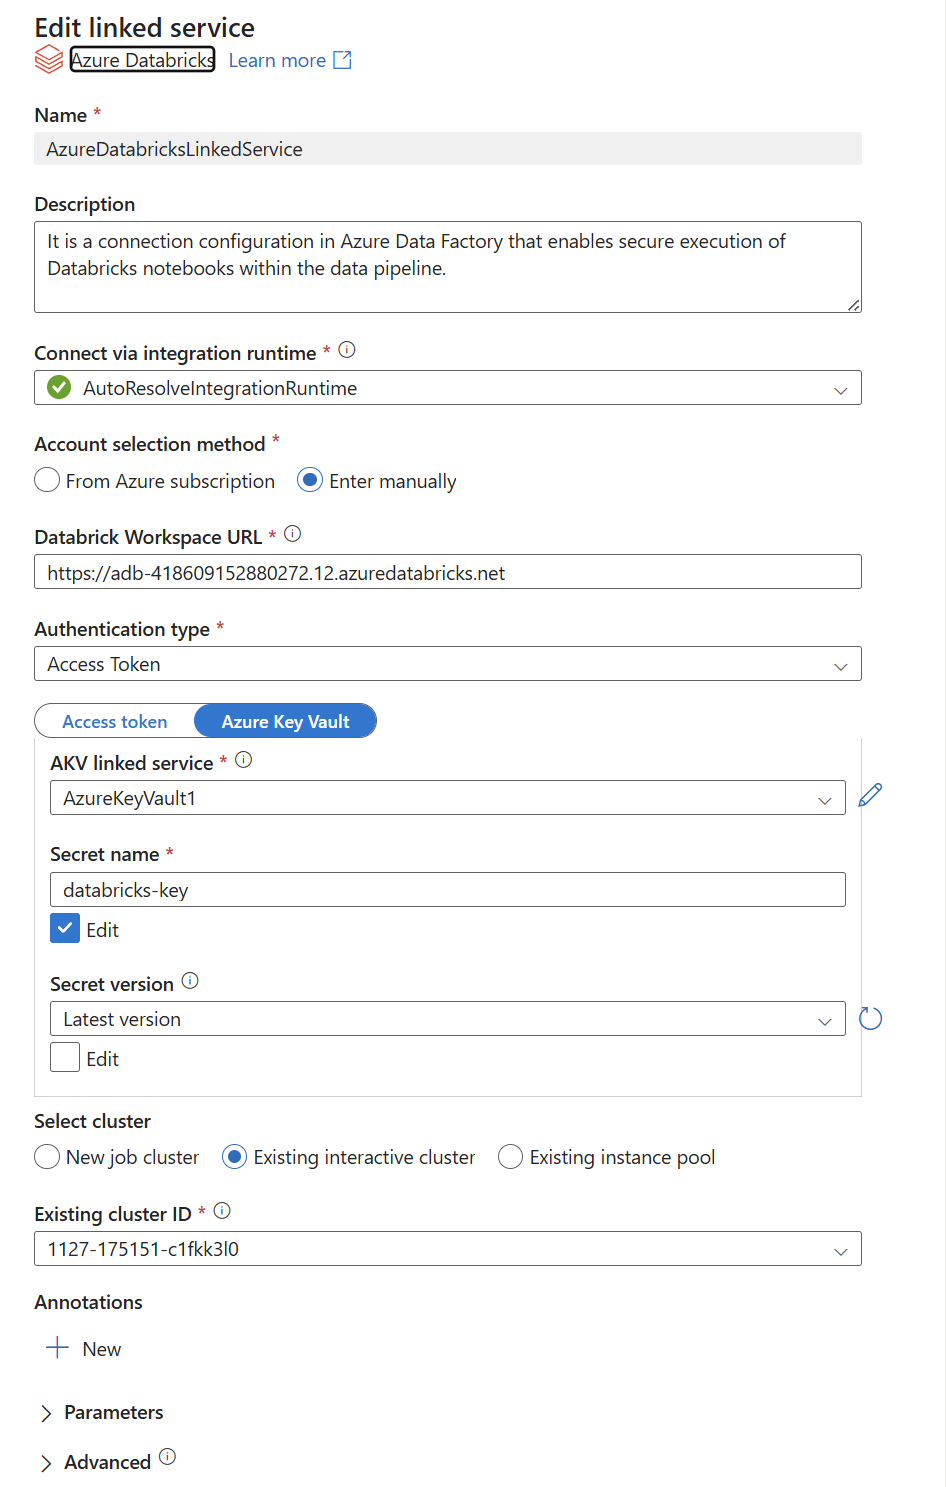 Edit linked service
Azure Databricks Learn more
Name *
AzureDatabricksLinkedService
Description
It is a connection configuration in Azure Data Factory that enables secure execution of
Databricks notebooks within the data pipeline.
Connect via integration runtime *
AutoResolveIntegrationRuntime
Account selection method *
From Azure subscription Enter manually
Databrick Workspace URL *
https://adb-418609152880272.12.azuredatabricks.net
Authentication type *
Access Token
Access token Azure Key Vault
AKV linked service *
AzureKeyVault1
Secret name *
databricks-key
Edit
Secret version
Latest version
Edit
Select cluster
New job cluster Existing interactive cluster Existing instance pool
Existing cluster ID *
1127-175151-c1fkk3l0
Annotations
New
Parameters
Advanced